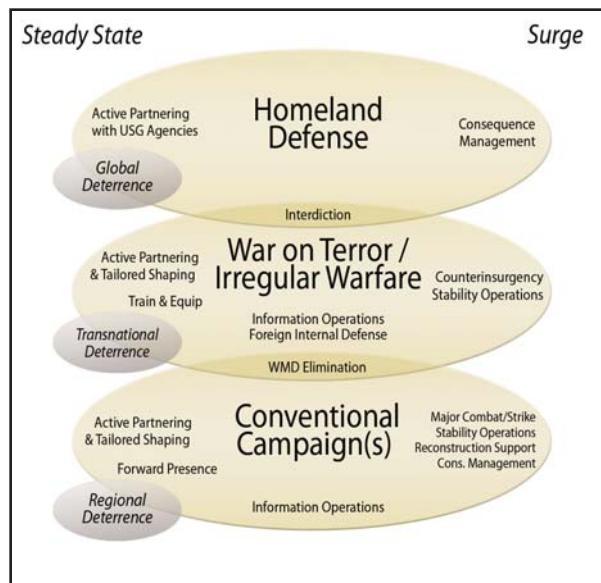 Steady State
Surge
Homeland
Defense
Active Partnering
with USG Agencies
Consequence
Management
Global
Deterrence
Interdiction
War on Terror /
Irregular Warfare
Active Partnering
& Tailored Shaping
Train & Equip
Counterinsurgency
Stability Operations
Information Operations
Foreign Internal Defense
Transnational
Deterrence
WMD Elimination
Conventional
Campaign(s)
Active Partnering
& Tailored Shaping
Forward Presence
Major Combat/Strike
Stability Operations
Reconstruction Support
Cons. Management
Regional
Deterrence
Information Operations